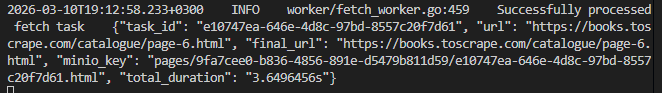 2026-03-10T19:12:58.233+0300    INFO    worker/fetch_worker.go:459    Successfully processed
 fetch task    {"task_id": "e10747ea-646e-4d8c-97bd-8557c20f7d61", "url": "https://books.tos
crape.com/catalogue/page-6.html", "final_url": "https://books.toscrape.com/catalogue/page-6.
html", "minio_key": "pages/9fa7cee0-b836-4856-891e-d5479b811d59/e10747ea-646e-4d8c-97bd-8557
c20f7d61.html", "total_duration": "3.6496456s"}